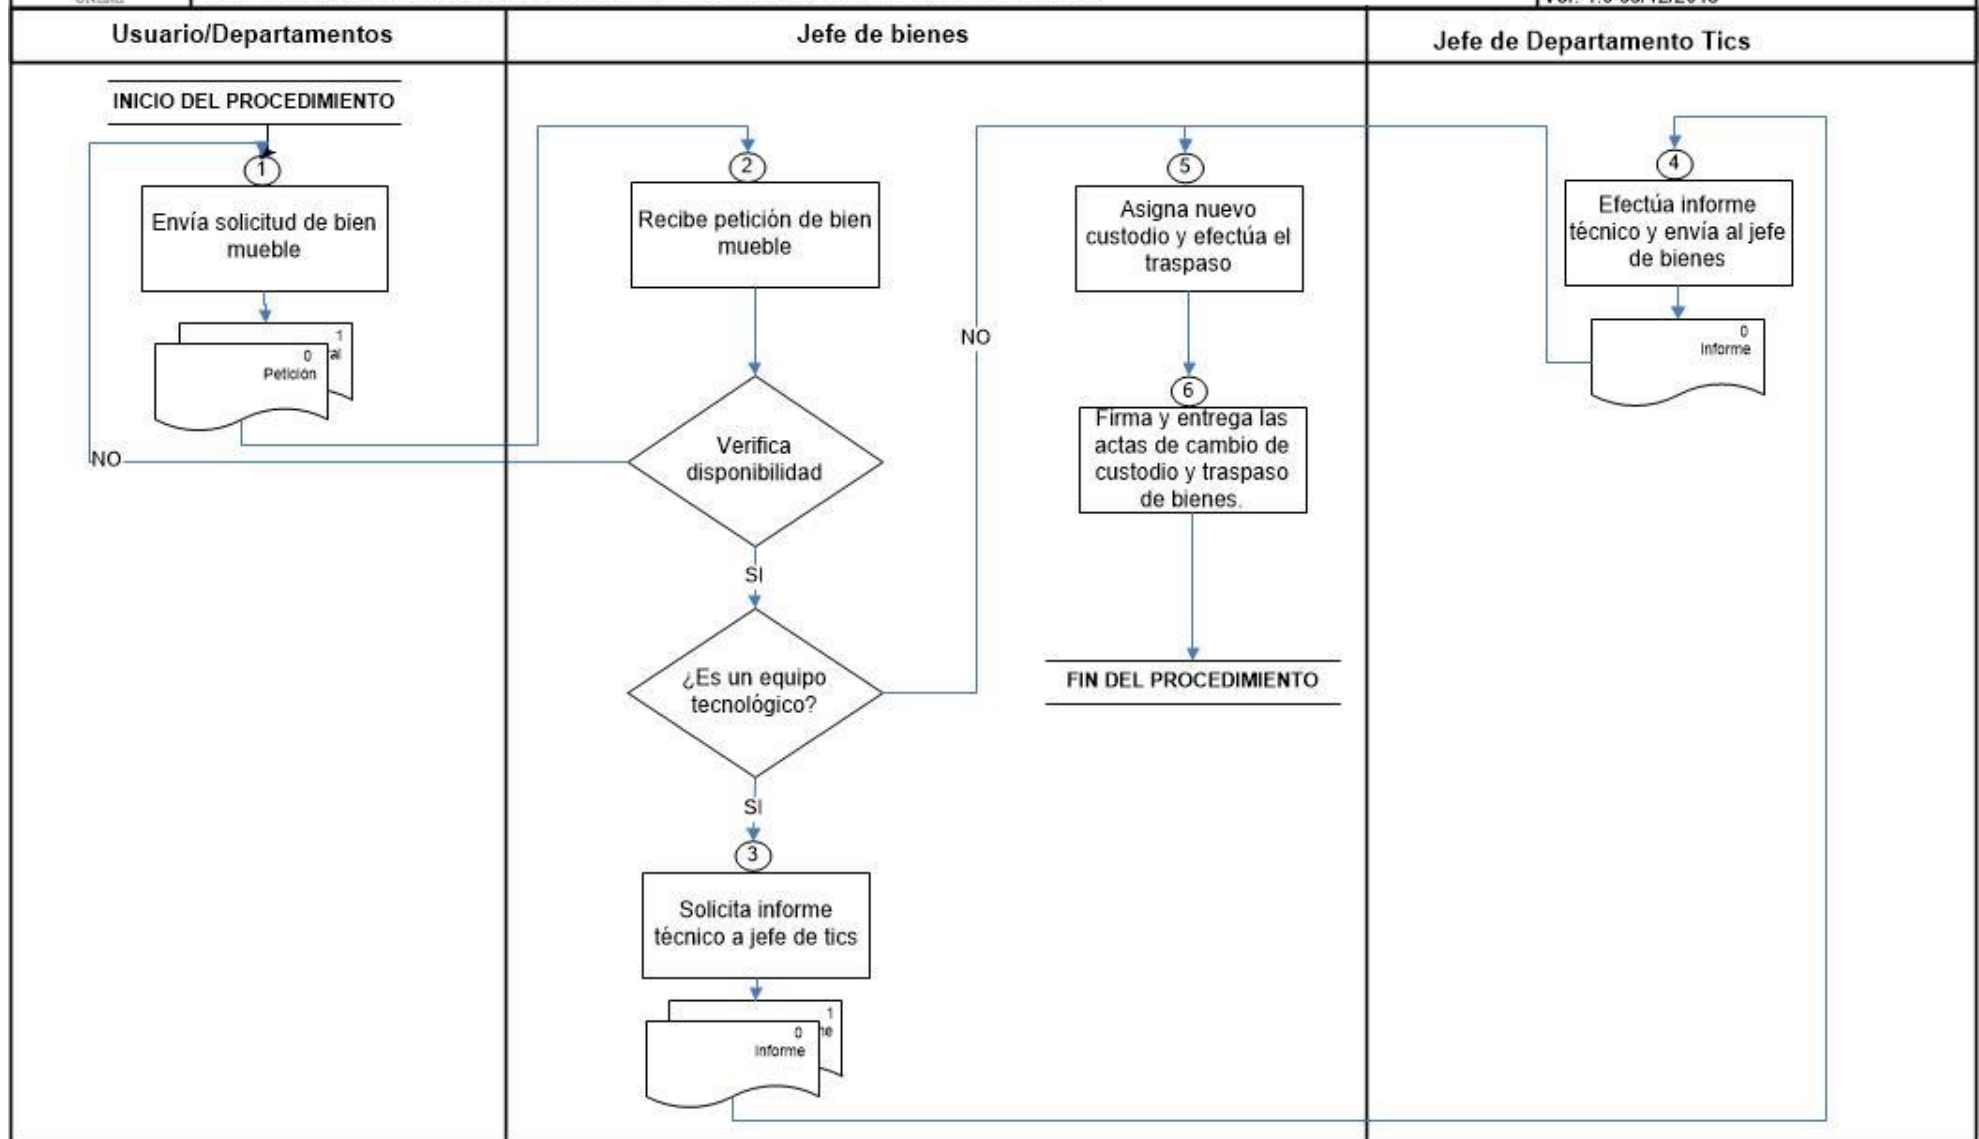 Usuario/Departamentos
Jefe de bienes
Jefe de Departamento Tics
INICIO DEL PROCEDIMIENTO
1
Envía solicitud de bien
mueble
1
al
0
Petición
NO
2
Recibe petición de bien
mueble
Verifica
disponibilidad
SI
¿Es un equipo
tecnológico?
NO
SI
3
Solicita informe
técnico a jefe de tics
1
ne
0
Informe
5
Asigna nuevo
custodio y efectúa el
traspaso
6
Firma y entrega las
actas de cambio de
custodio y traspaso
de bienes.
FIN DEL PROCEDIMIENTO
4
Efectúa informe
técnico y envía al jefe
de bienes
0
Informe